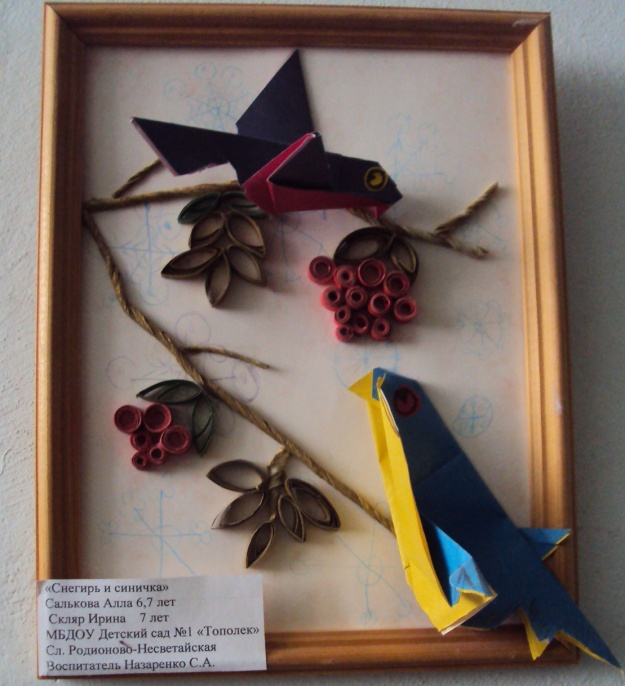 «Снегирь и синичка»
Салькова Алла 6,7 лет
Скляр Ирина 7 лет
МБДОУ Детский сад №1 «Тополек»
Сл. Родионово-Несветайская
Воспитатель Назаренко С.А.